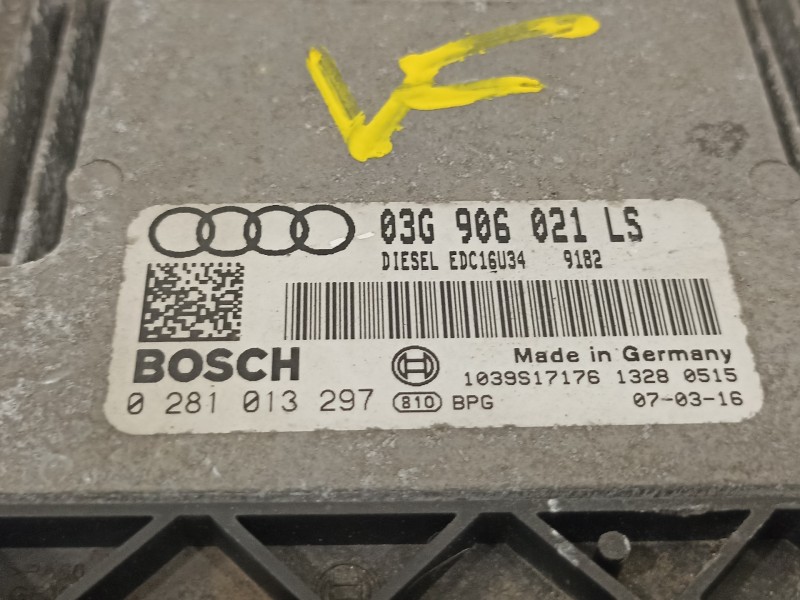 VF
03G 906 021 LS
DIESEL EDC16U34 9182
BOSCH
Made in Germany
1039S17176 1328 0515
0 281 013 297 810 BPG 07-03-16